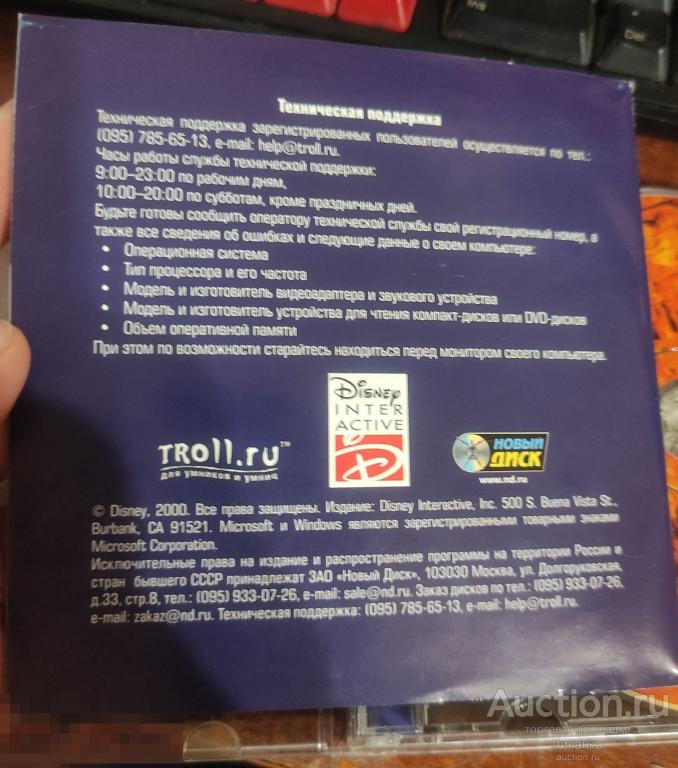 Ins
Del
Техническая поддержка
Техническая поддержка зарегистрированных пользователей осуществляется по тел.:
(095) 785-65-13, e-mail: help@troll.ru.
Часы работы службы технической поддержки:
9:00–23:00 по рабочим дням,
10:00–20:00 по субботам, кроме праздничных дней.
Будьте готовы сообщить оператору технической службы свой регистрационный номер, а
также все сведения об ошибках и следующие данные о своем компьютере:
• Операционная система
• Тип процессора и его частота
• Модель и изготовитель видеоадаптера и звукового устройства
• Модель и изготовитель устройства для чтения компакт-дисков или DVD-дисков
• Объем оперативной памяти
При этом по возможности старайтесь находиться перед монитором своего компьютера.
Disney
INTER
ACTIVE
D
TROLL.RU™
для умников и умниц
НОВЫЙ
ДИСК
www.nd.ru
© Disney, 2000. Все права защищены. Издание: Disney Interactive, Inc. 500 S. Buena Vista St.,
Burbank, CA 91521. Microsoft и Windows являются зарегистрированными товарными знаками
Microsoft Corporation.
Исключительные права на издание и распространение программы на территории России и
стран бывшего СССР принадлежат ЗАО «Новый Диск», 103030 Москва, ул. Долгоруковская,
д.33, стр.8, тел.: (095) 933-07-26, e-mail: sale@nd.ru. Заказ дисков по тел.: (095) 933-07-26,
e-mail: zakaz@nd.ru. Техническая поддержка: (095) 785-65-13, e-mail: help@troll.ru.
Auction.ru
торговая площадка
Ликанка
auction.ru